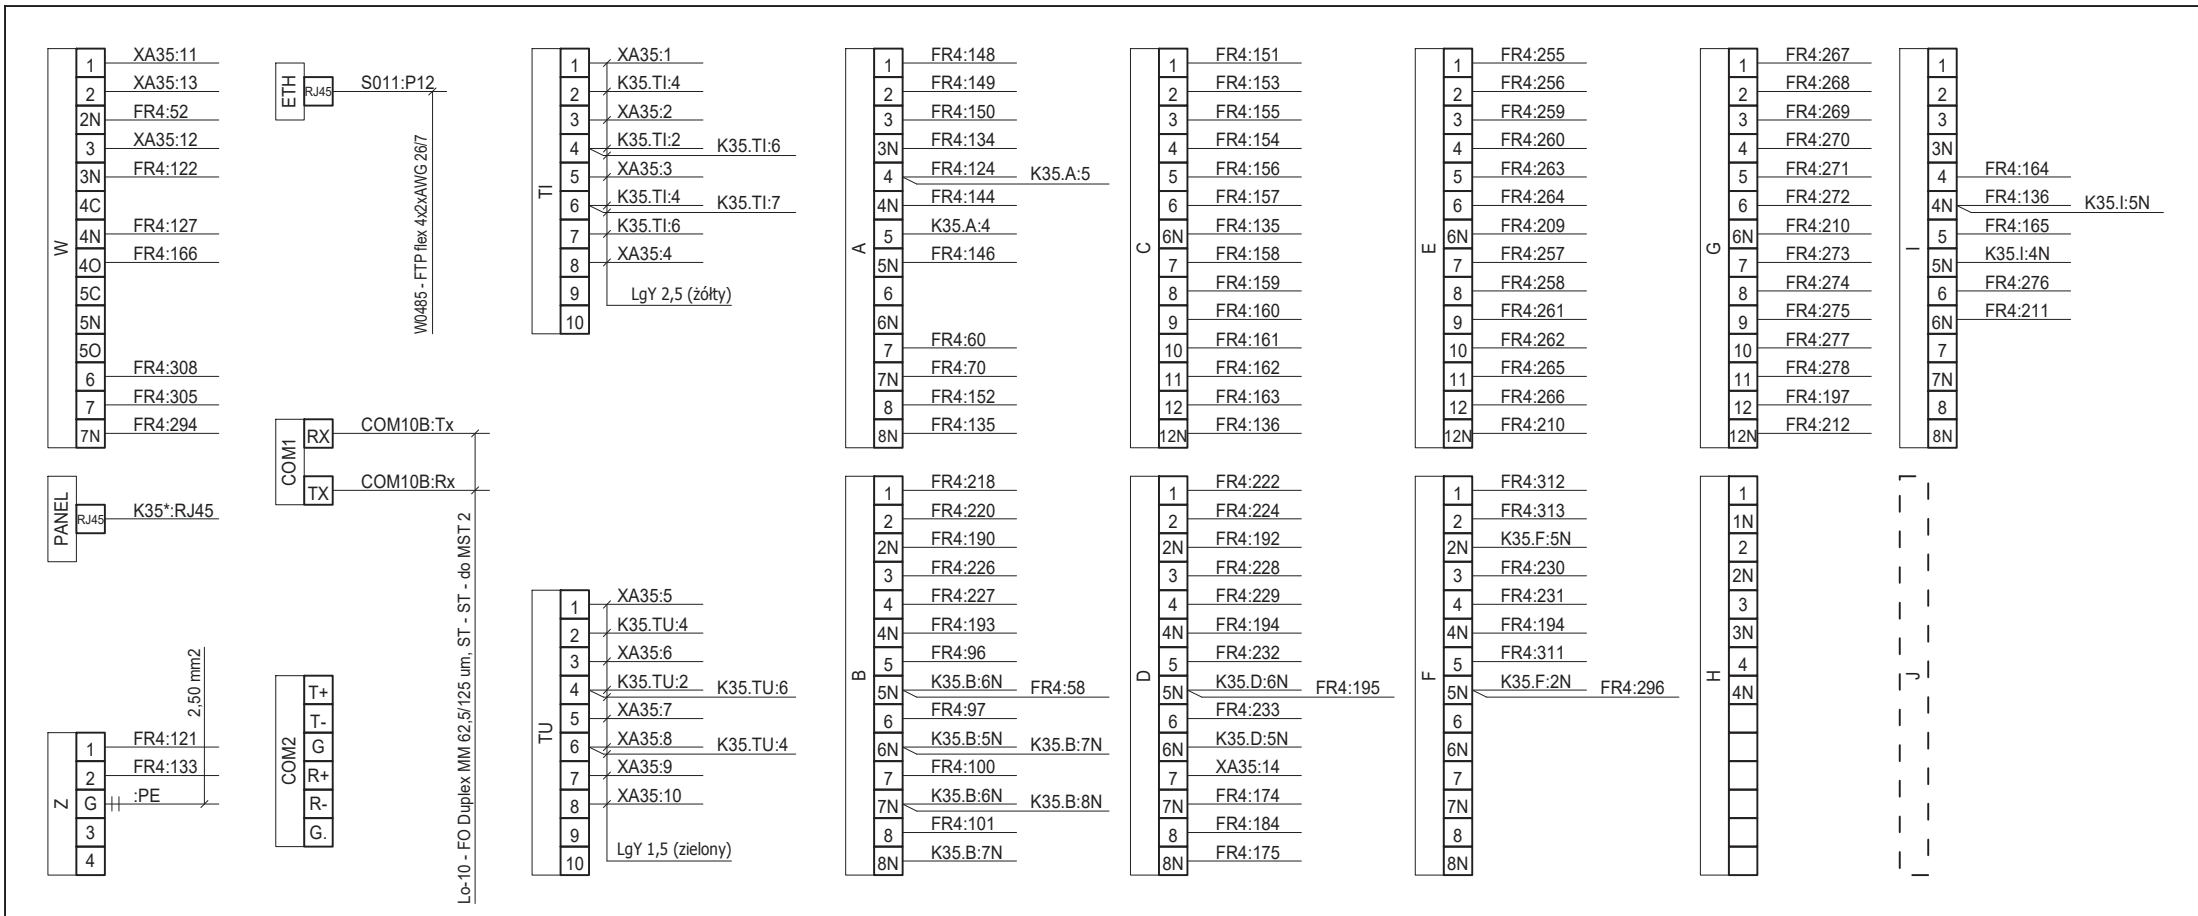 W
1 XA35:11
2 XA35:13
2N FR4:52
3 XA35:12
3N FR4:122
4C
4N FR4:127
4O FR4:166
5C
5N
5O
6 FR4:308
7 FR4:305
7N FR4:294
PANEL
RJ45 K35*:RJ45
Z
1 FR4:121
2 FR4:133
G :PE
3
4
2,50 mm2
ETH
RJ45 S011:P12
W0485 - FTP flex 4x2xAWG 26/7
COM1
RX COM10B:Tx
TX COM10B:Rx
Lo-10 - FO Duplex MM 62,5/125 um, ST - ST - do MST 2
COM2
T+
T-
G
R+
R-
G.
TI
1 XA35:1
2 K35.TI:4
3 XA35:2
4 K35.TI:2 K35.TI:6
5 XA35:3
6 K35.TI:4 K35.TI:7
7 K35.TI:6
8 XA35:4
9
10
LgY 2,5 (żółty)
TU
1 XA35:5
2 K35.TU:4
3 XA35:6
4 K35.TU:2 K35.TU:6
5 XA35:7
6 XA35:8 K35.TU:4
7 XA35:9
8 XA35:10
9
10
LgY 1,5 (zielony)
A
1 FR4:148
2 FR4:149
3 FR4:150
3N FR4:134
4 FR4:124 K35.A:5
4N FR4:144
5 K35.A:4
5N FR4:146
6
6N
7 FR4:60
7N FR4:70
8 FR4:152
8N FR4:135
B
1 FR4:218
2 FR4:220
2N FR4:190
3 FR4:226
4 FR4:227
4N FR4:193
5 FR4:96
5N K35.B:6N FR4:58
6 FR4:97
6N K35.B:5N K35.B:7N
7 FR4:100
7N K35.B:6N K35.B:8N
8 FR4:101
8N K35.B:7N
C
1 FR4:151
2 FR4:153
3 FR4:155
4 FR4:154
5 FR4:156
6 FR4:157
6N FR4:135
7 FR4:158
8 FR4:159
9 FR4:160
10 FR4:161
11 FR4:162
12 FR4:163
12N FR4:136
D
1 FR4:222
2 FR4:224
2N FR4:192
3 FR4:228
4 FR4:229
4N FR4:194
5 FR4:232
5N K35.D:6N FR4:195
6 FR4:233
6N K35.D:5N
7 XA35:14
7N FR4:174
8 FR4:184
8N FR4:175
E
1 FR4:255
2 FR4:256
3 FR4:259
4 FR4:260
5 FR4:263
6 FR4:264
6N FR4:209
7 FR4:257
8 FR4:258
9 FR4:261
10 FR4:262
11 FR4:265
12 FR4:266
12N FR4:210
F
1 FR4:312
2 FR4:313
2N K35.F:5N
3 FR4:230
4 FR4:231
4N FR4:194
5 FR4:311
5N K35.F:2N FR4:296
6
6N
7
7N
8
8N
G
1 FR4:267
2 FR4:268
3 FR4:269
4 FR4:270
5 FR4:271
6 FR4:272
6N FR4:210
7 FR4:273
8 FR4:274
9 FR4:275
10 FR4:277
11 FR4:278
12 FR4:197
12N FR4:212
H
1
1N
2
2N
3
3N
4
4N
I
1
2
3
3N
4 FR4:164
4N FR4:136 K35.I:5N
5 FR4:165
5N K35.I:4N
6 FR4:276
6N FR4:211
7
7N
8
8N
J